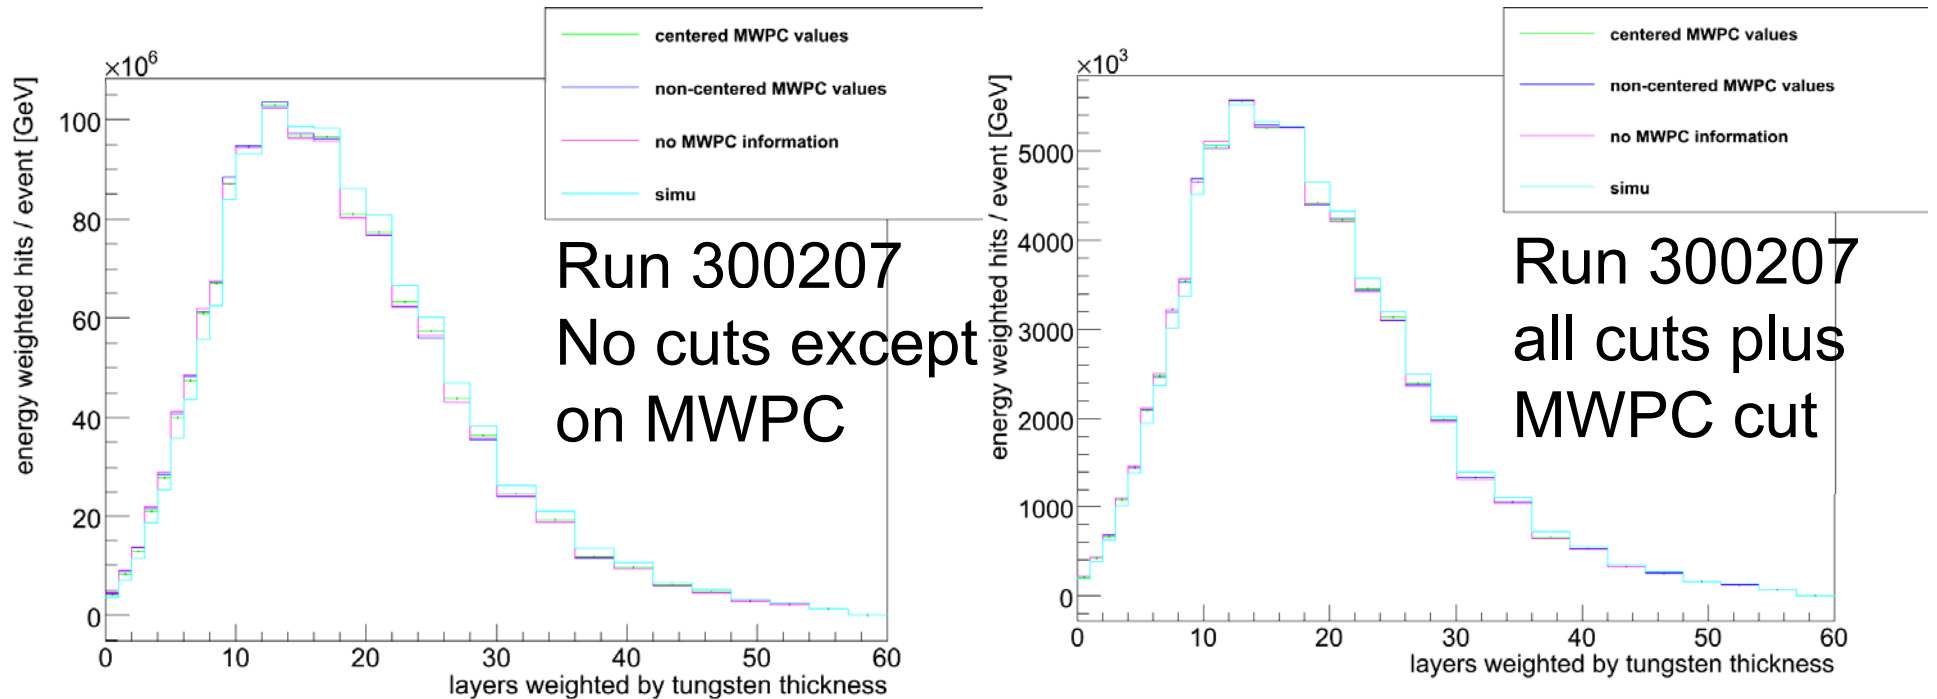 ×10⁶
energy weighted hits / event [GeV]
100
80
60
40
20
0
0 10 20 30 40 50 60
layers weighted by tungsten thickness
centered MWPC values
non-centered MWPC values
no MWPC information
simu
Run 300207
No cuts except
on MWPC
×10³
energy weighted hits / event [GeV]
5000
4000
3000
2000
1000
0
0 10 20 30 40 50 60
layers weighted by tungsten thickness
centered MWPC values
non-centered MWPC values
no MWPC information
simu
Run 300207
all cuts plus
MWPC cut